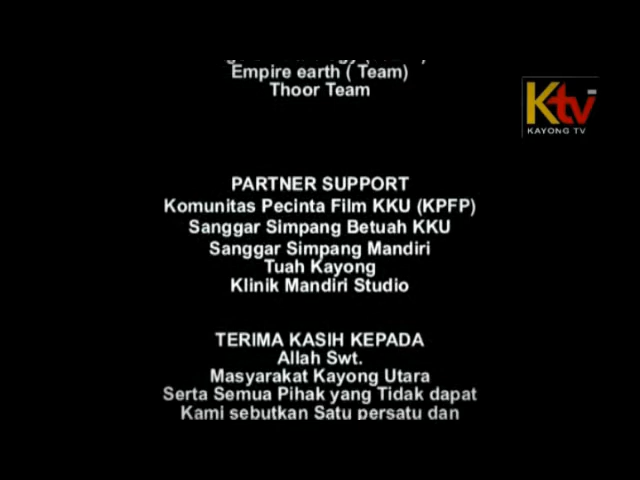 Empire earth ( Team)
Thoor Team
Ktv
KAYONG TV
PARTNER SUPPORT
Komunitas Pecinta Film KKU (KPFP)
Sanggar Simpang Betuah KKU
Sanggar Simpang Mandiri
Tuah Kayong
Klinik Mandiri Studio
TERIMA KASIH KEPADA
Allah Swt.
Masyarakat Kayong Utara
Serta Semua Pihak yang Tidak dapat
Kami sebutkan Satu persatu dan